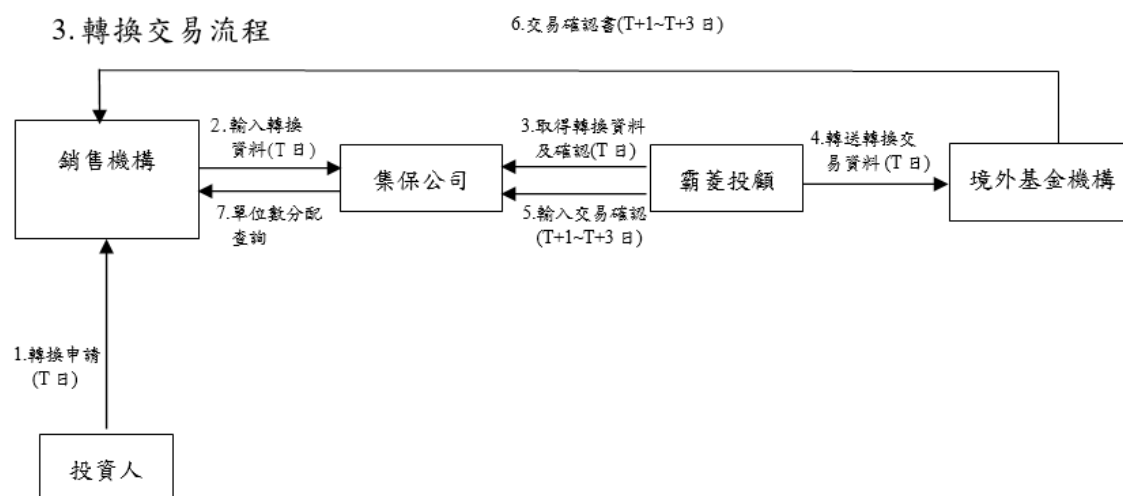 3.轉換交易流程
6.交易確認書(T+1~T+3 日)
銷售機構
2.輸入轉換
資料(T 日)
集保公司
3.取得轉換資料
及確認(T 日)
霸菱投顧
4.轉送轉換交
易資料 (T 日)
境外基金機構
7.單位數分配
查詢
5.輸入交易確認
(T+1~T+3 日)
1.轉換申請
(T 日)
投資人